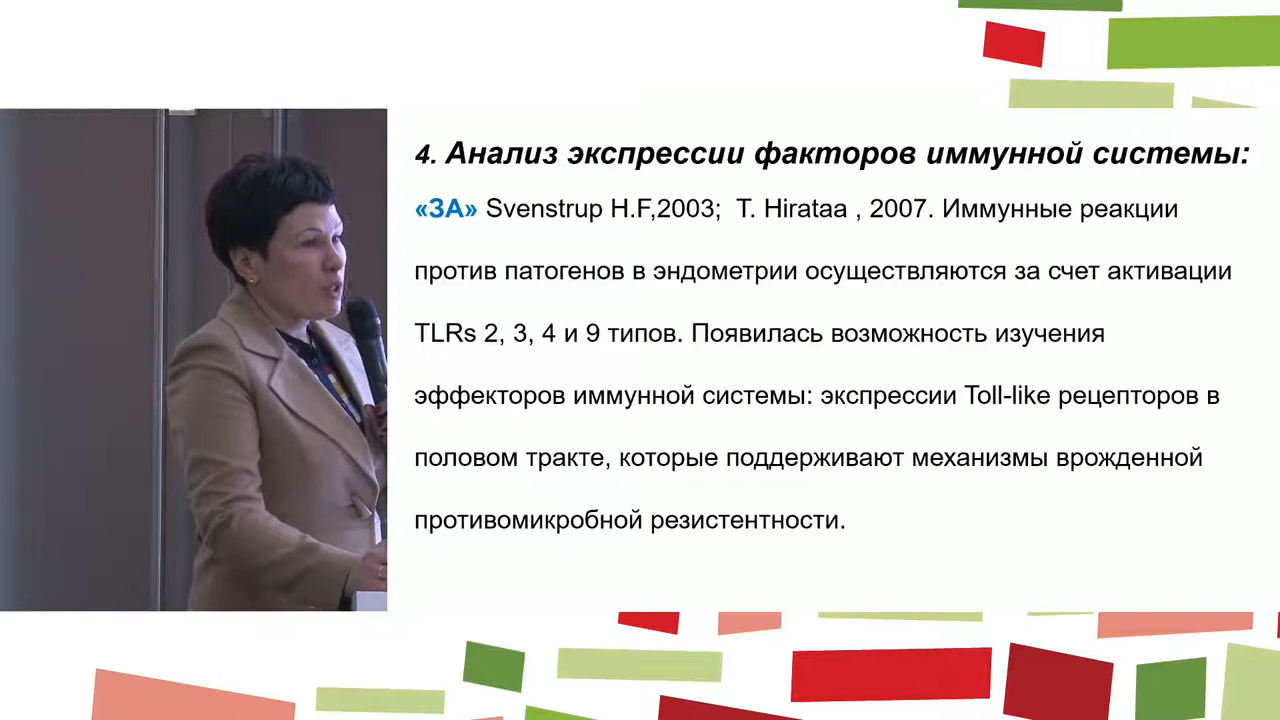 4. Анализ экспрессии факторов иммунной системы:
«ЗА» Svenstrup H.F,2003;  T. Hirataa , 2007. Иммунные реакции
против патогенов в эндометрии осуществляются за счет активации
TLRs 2, 3, 4 и 9 типов. Появилась возможность изучения
эффекторов иммунной системы: экспрессии Toll-like рецепторов в
половом тракте, которые поддерживают механизмы врожденной
противомикробной резистентности.